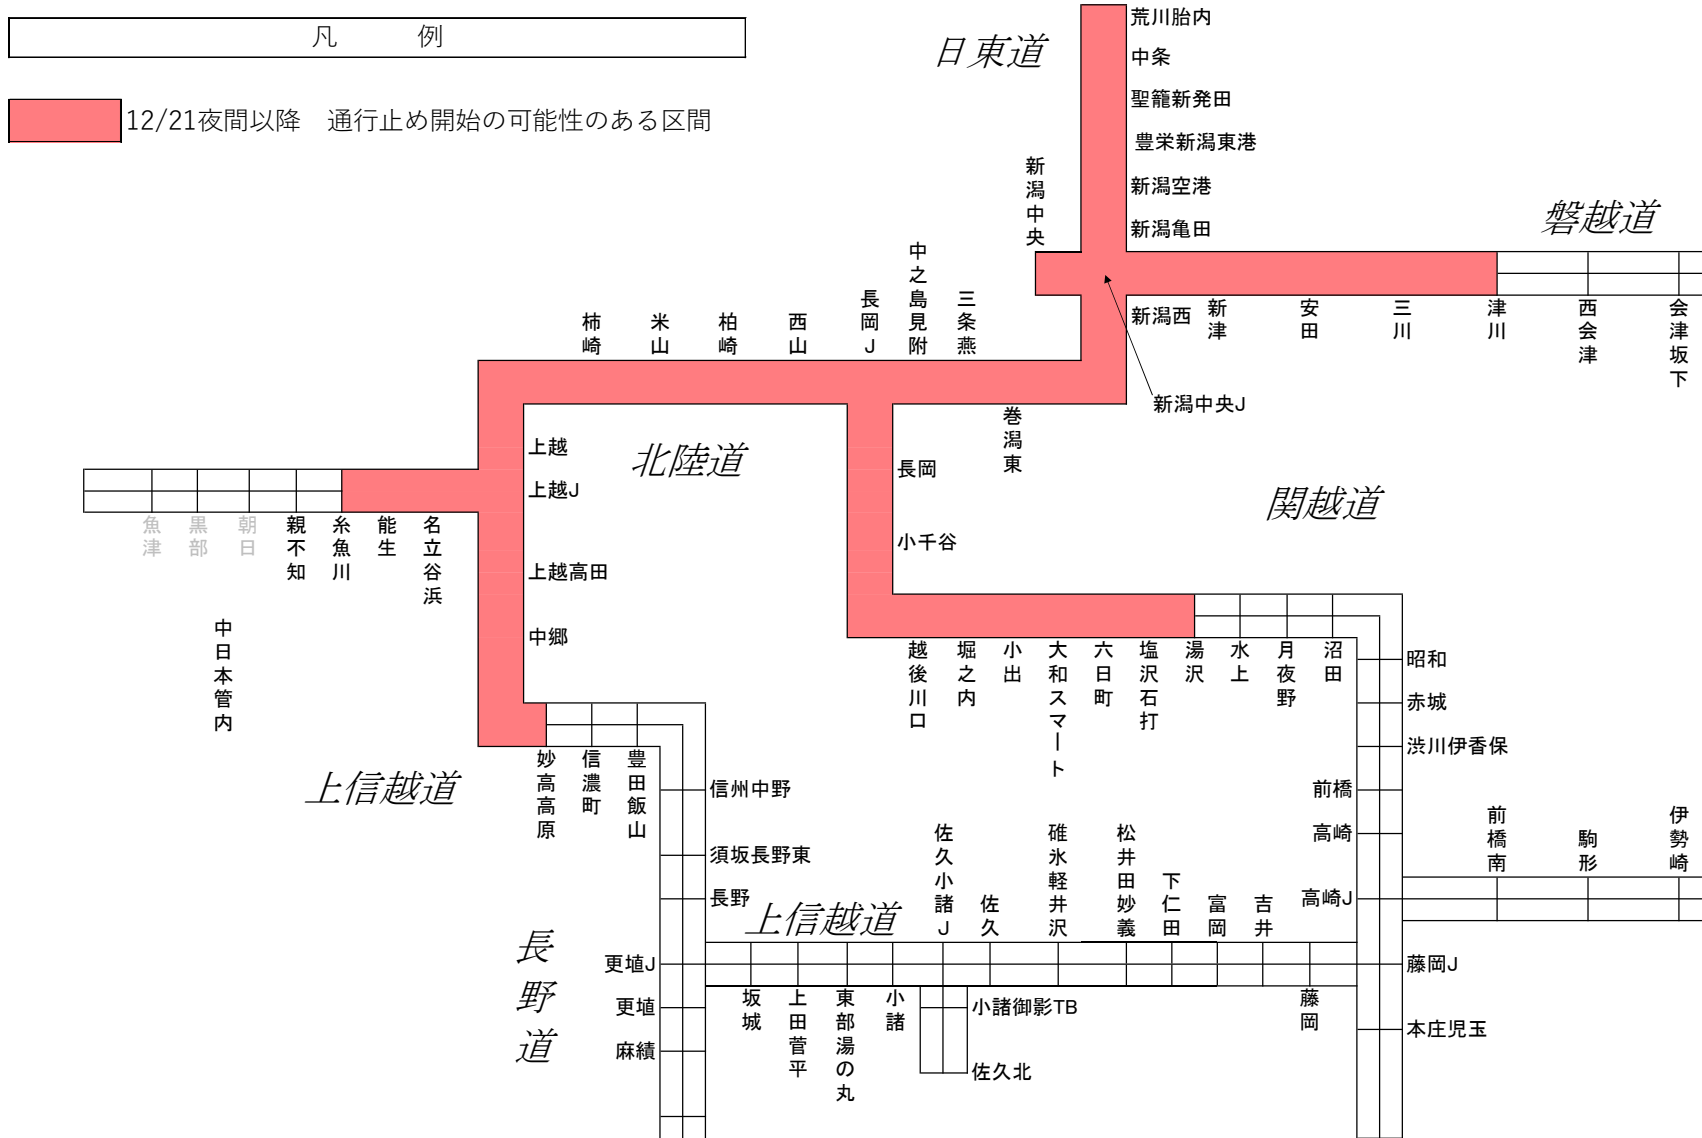 凡 例
12/21夜間以降 通行止め開始の可能性のある区間
日東道
荒川胎内
中条
聖籠新発田
豊栄新潟東港
新潟空港
新潟亀田
新潟中央
磐越道
新潟西
新津
安田
三川
津川
西会津
会津坂下
新潟中央J
柿崎
米山
柏崎
西山
長岡J
中之島見附
三条燕
巻潟東
北陸道
上越
上越J
上越高田
中郷
魚津
黒部
朝日
親不知
糸魚川
能生
名立谷浜
中日本管内
長岡
小千谷
関越道
越後川口
堀之内
小出
大和スマート
六日町
塩沢石打
湯沢
水上
月夜野
沼田
昭和
赤城
渋川伊香保
前橋
高崎
高崎J
前橋南
駒形
伊勢崎
上信越道
妙高高原
信濃町
豊田飯山
信州中野
須坂長野東
長野
上信越道
佐久小諸J
佐久
碓氷軽井沢
松井田妙義
下仁田
富岡
吉井
長野道
更埴J
更埴
麻績
坂城
上田菅平
東部湯の丸
小諸
小諸御影TB
佐久北
藤岡
藤岡J
本庄児玉